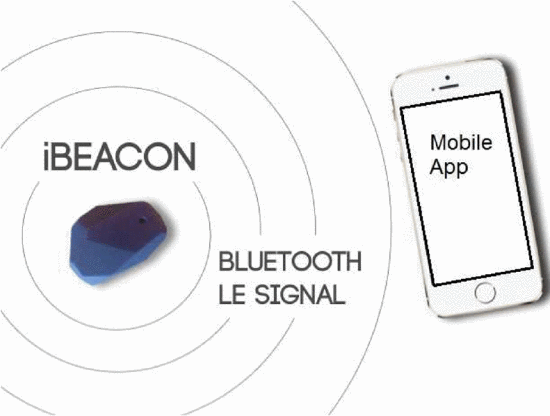 iBEACON
BLUETOOTH
LE SIGNAL
Mobile
App